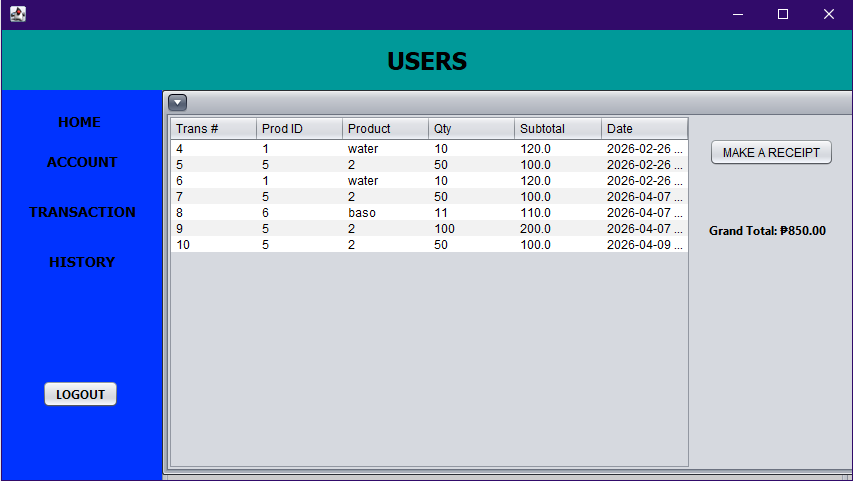 USERS
HOME
ACCOUNT
TRANSACTION
HISTORY
LOGOUT
Trans # Prod ID Product Qty Subtotal Date
4 1 water 10 120.0 2026-02-26 ...
5 5 2 50 100.0 2026-02-26 ...
6 1 water 10 120.0 2026-02-26 ...
7 5 2 50 100.0 2026-04-07 ...
8 6 baso 11 110.0 2026-04-07 ...
9 5 2 100 200.0 2026-04-07 ...
10 5 2 50 100.0 2026-04-09 ...
MAKE A RECEIPT
Grand Total: ₱850.00